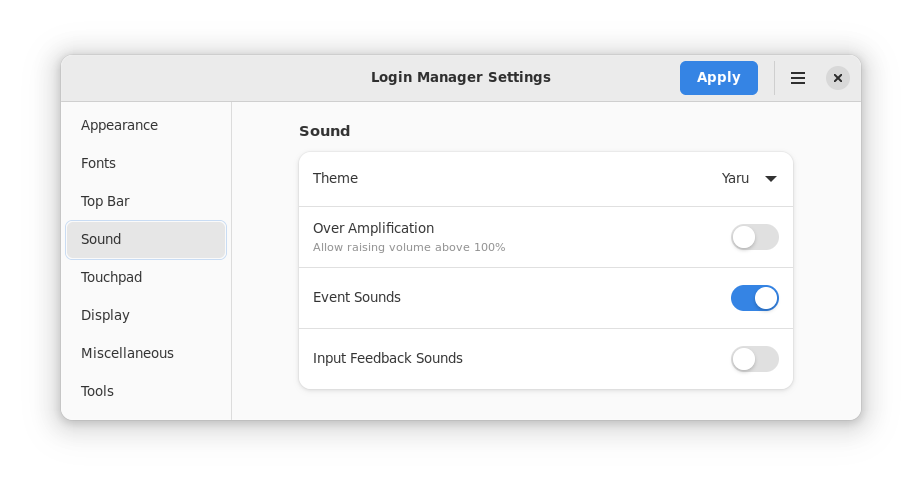 Login Manager Settings
Apply
Appearance
Fonts
Top Bar
Sound
Touchpad
Display
Miscellaneous
Tools
Sound
Theme
Yaru
Over Amplification
Allow raising volume above 100%
Event Sounds
Input Feedback Sounds